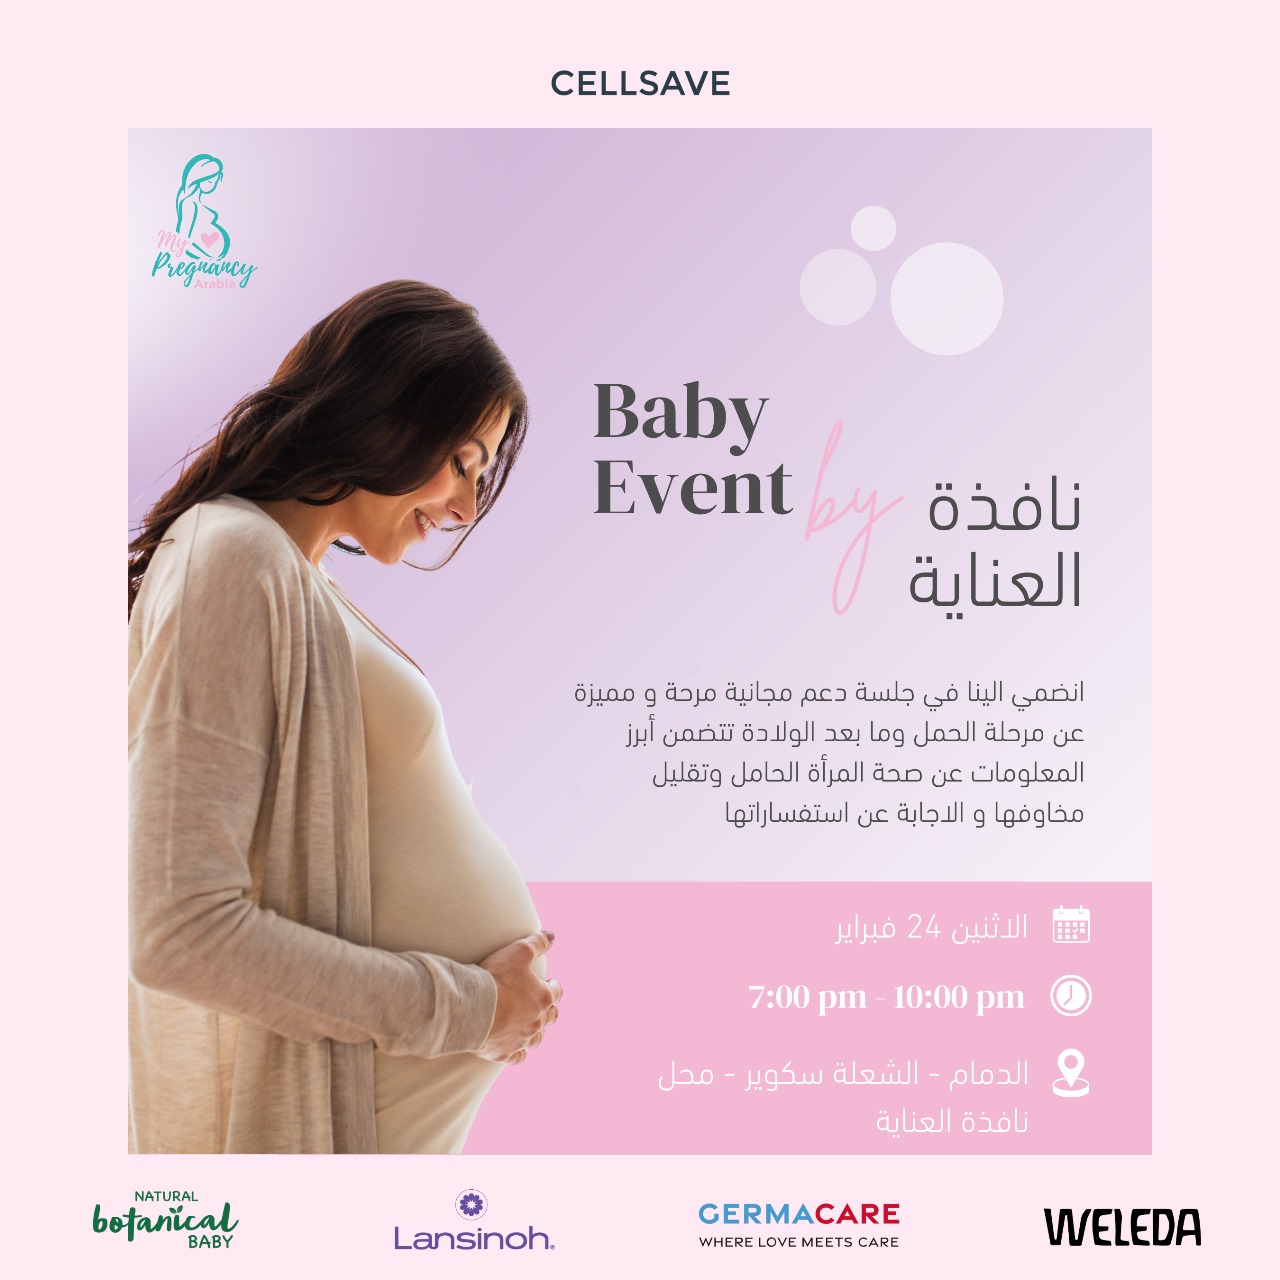 CELLSAVE
My
Pregnancy
Arabia
Baby
Event
by
نافذة
العناية
انضمي الينا في جلسة دعم مجانية مرحة و مميزة
عن مرحلة الحمل وما بعد الولادة تتضمن أبرز
المعلومات عن صحة المرأة الحامل وتقليل
مخاوفها و الاجابة عن استفساراتها
الاثنين 24 فبراير
7:00 pm - 10:00 pm
الدمام - الشعلة سكوير - محل
نافذة العناية
NATURAL
botanical
BABY
Lansinoh®
GERMACARE
WHERE LOVE MEETS CARE
WELEDA